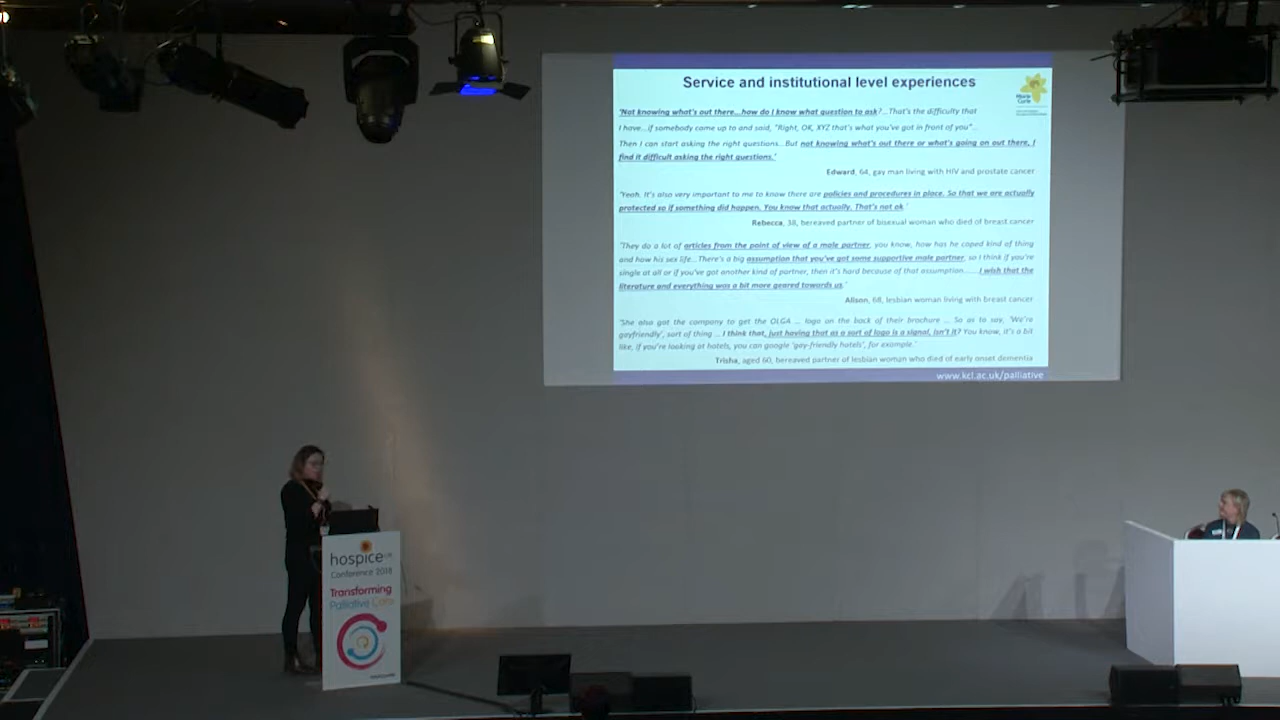 Service and institutional level experiences
Marie
Curie
'Not knowing what's out there...how do I know what question to ask?...That's the difficulty that
I have...if somebody came up to and said, "Right, OK, XYZ that's what you've got in front of you"...
Then I can start asking the right questions...But not knowing what's out there or what's going on out there, I
find it difficult asking the right questions.'
Edward, 64, gay man living with HIV and prostate cancer
'Yeah. It's also very important to me to know there are policies and procedures in place. So that we are actually
protected so if something did happen. You know that actually. That's not ok.'
Rebecca, 38, bereaved partner of bisexual woman who died of breast cancer
'They do a lot of articles from the point of view of a male partner, you know, how has he coped kind of thing
and how his sex life...There's a big assumption that you've got some supportive male partner, so I think if you're
single at all or if you've got another kind of partner, then it's hard because of that assumption......I wish that the
literature and everything was a bit more geared towards us.'
Alison, 68, lesbian woman living with breast cancer
'She also got the company to get the OLGA ... logo on the back of their brochure ... So as to say, 'We're
gayfriendly', sort of thing ... I think that, just having that as a sort of logo is a signal, isn't it? You know, it's a bit
like, if you're looking at hotels, you can google 'gay-friendly hotels', for example.'
Trisha, aged 60, bereaved partner of lesbian woman who died of early onset dementia
www.kcl.ac.uk/palliative
hospice UK
Conference 2018
Transforming
Palliative Care